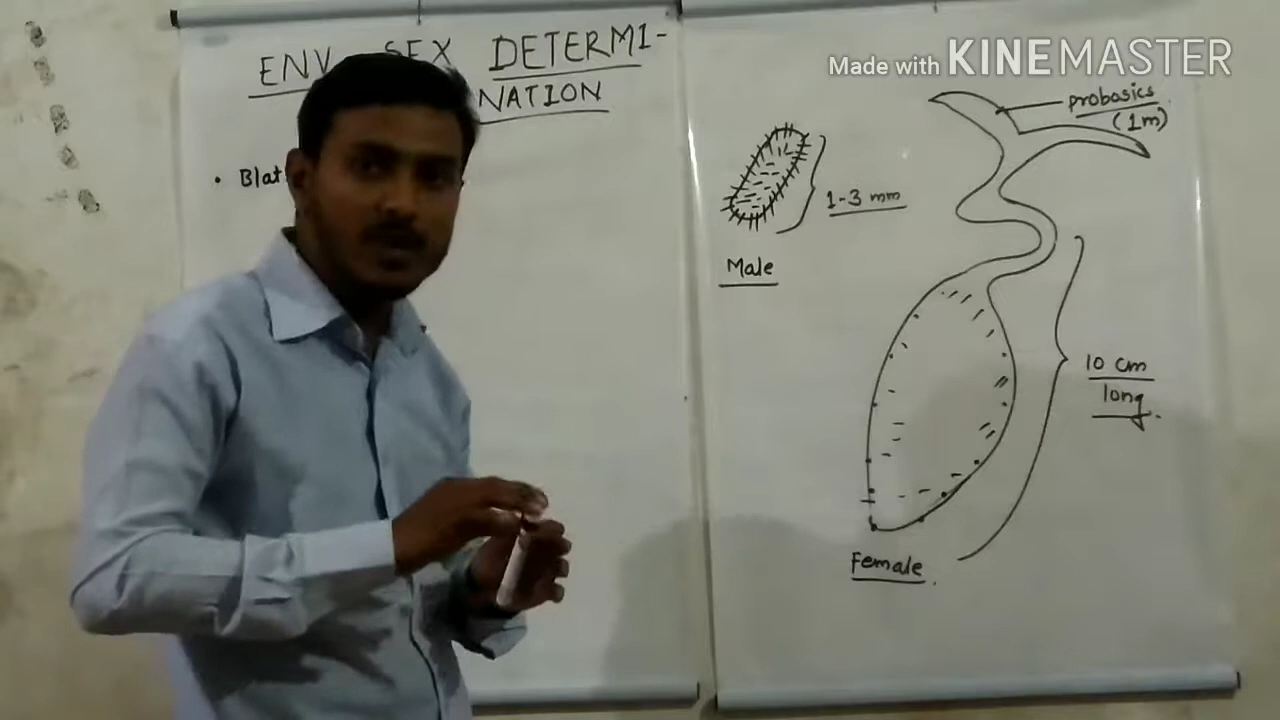 ENV SEX DETERMI-
NATION
• Blat
Made with KINEMASTER
probosics
(1m)
1-3 mm
Male
10 cm
long
Female